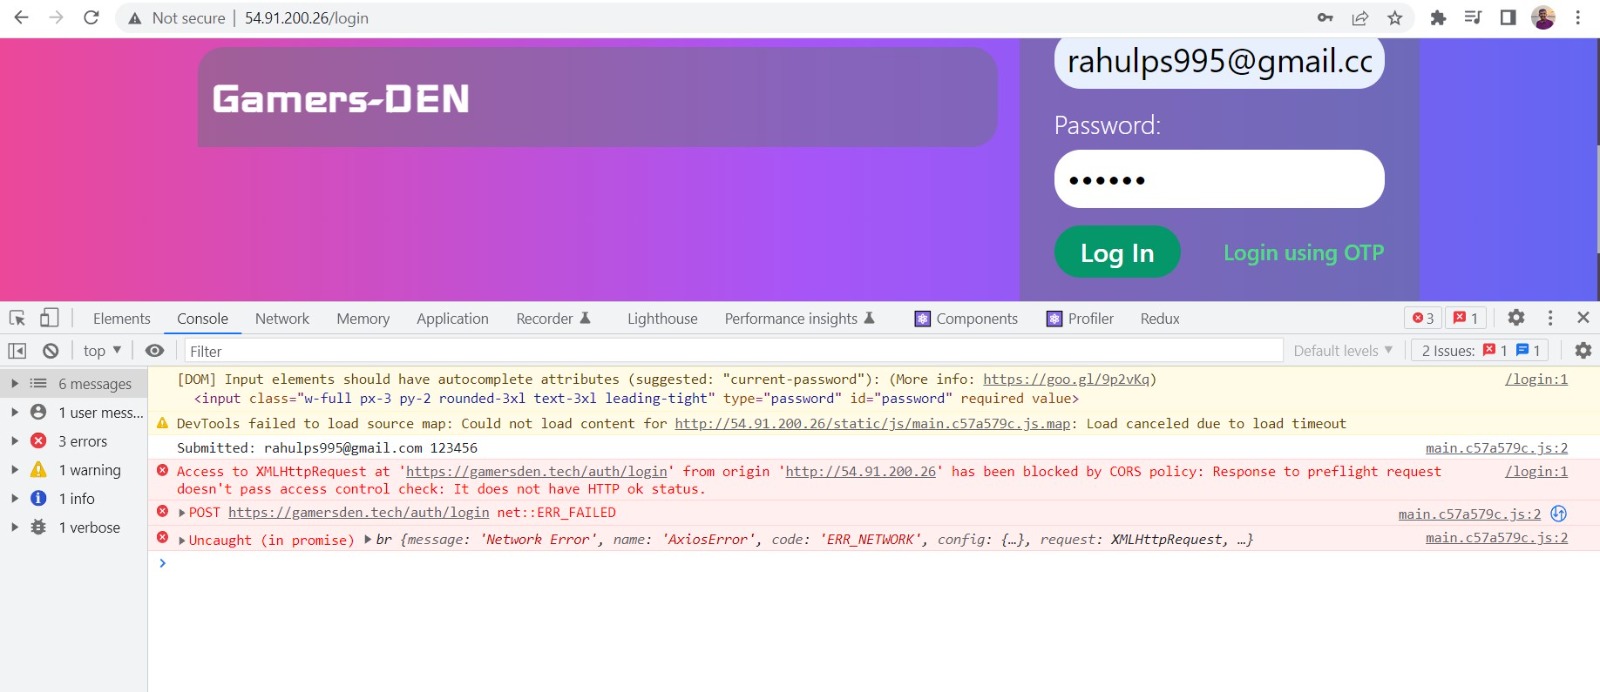 Not secure | 54.91.200.26/login
Gamers-DEN
rahulps995@gmail.cc
Password:
••••••
Log In
Login using OTP
Elements Console Network Memory Application Recorder Lighthouse Performance insights Components Profiler Redux 3 1
top ▼ Filter Default levels ▼ 2 Issues: 1 1
6 messages
1 user mess...
3 errors
1 warning
1 info
1 verbose
[DOM] Input elements should have autocomplete attributes (suggested: "current-password"): (More info: https://goo.gl/9p2vKq) /login:1
<input class="w-full px-3 py-2 rounded-3xl text-3xl leading-tight" type="password" id="password" required value>
DevTools failed to load source map: Could not load content for http://54.91.200.26/static/js/main.c57a579c.js.map: Load canceled due to load timeout
Submitted: rahulps995@gmail.com 123456 main.c57a579c.js:2
Access to XMLHttpRequest at 'https://gamersden.tech/auth/login' from origin 'http://54.91.200.26' has been blocked by CORS policy: Response to preflight request /login:1
doesn't pass access control check: It does not have HTTP ok status.
POST https://gamersden.tech/auth/login net::ERR_FAILED main.c57a579c.js:2
Uncaught (in promise) br {message: 'Network Error', name: 'AxiosError', code: 'ERR_NETWORK', config: {…}, request: XMLHttpRequest, …} main.c57a579c.js:2